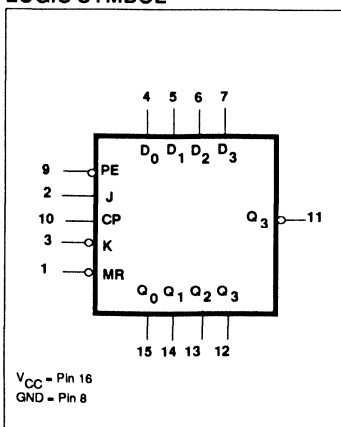 LOGIC SYMBOL
4 5 6 7
D0 D1 D2 D3
9 PE
2 J
10 CP
3 K
1 MR
Q3 11
Q0 Q1 Q2 Q3
15 14 13 12
VCC = Pin 16
GND = Pin 8